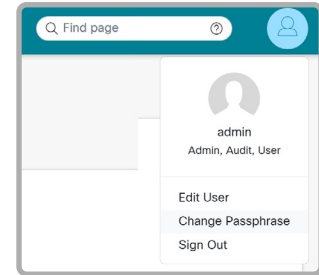 Find page
admin
Admin, Audit, User
Edit User
Change Passphrase
Sign Out